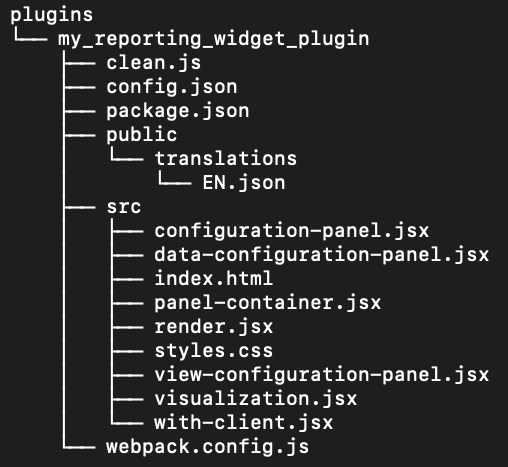 plugins
└── my_reporting_widget_plugin
    ├── clean.js
    ├── config.json
    ├── package.json
    ├── public
    │   └── translations
    │       └── EN.json
    ├── src
    │   ├── configuration-panel.jsx
    │   ├── data-configuration-panel.jsx
    │   ├── index.html
    │   ├── panel-container.jsx
    │   ├── render.jsx
    │   ├── styles.css
    │   ├── view-configuration-panel.jsx
    │   ├── visualization.jsx
    │   └── with-client.jsx
    └── webpack.config.js